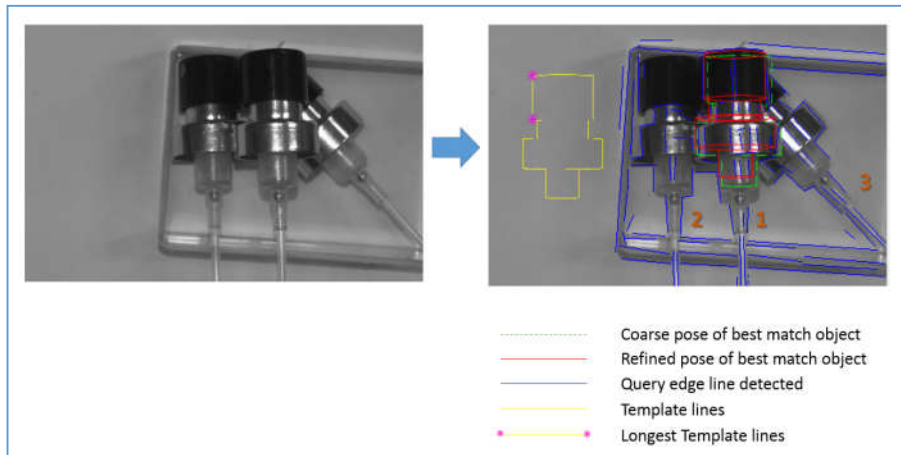 3
2
1
Coarse pose of best match object
Refined pose of best match object
Query edge line detected
Template lines
Longest Template lines